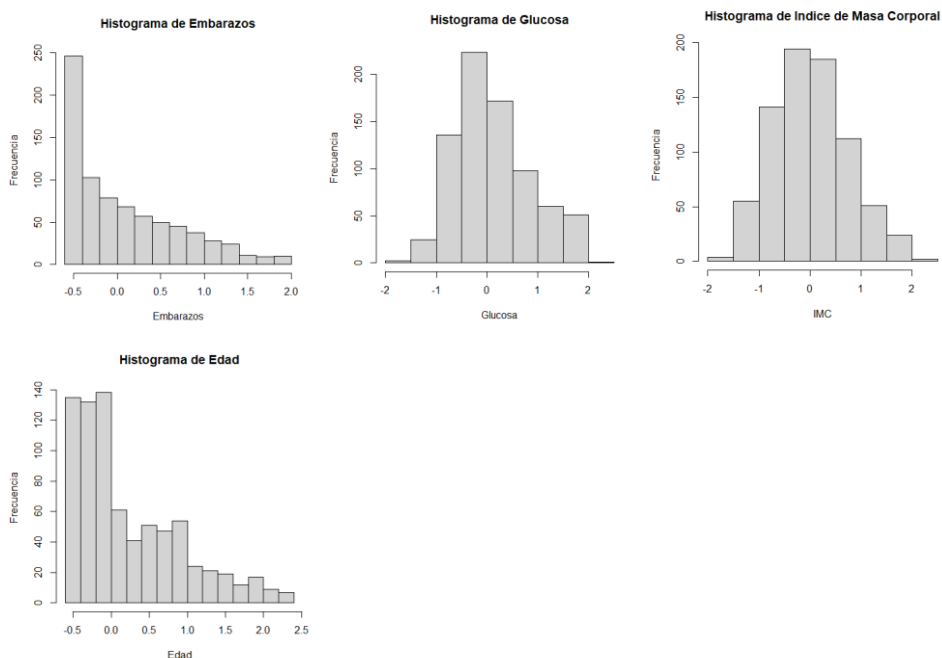 Histograma de Embarazos
Frecuencia
250
200
150
100
50
0
-0.5 0.0 0.5 1.0 1.5 2.0
Embarazos
Histograma de Glucosa
Frecuencia
200
150
100
50
0
-2 -1 0 1 2
Glucosa
Histograma de Indice de Masa Corporal
Frecuencia
200
150
100
50
0
-2 -1 0 1 2
IMC
Histograma de Edad
Frecuencia
140
120
100
80
60
40
20
0
-0.5 0.0 0.5 1.0 1.5 2.0 2.5
Edad